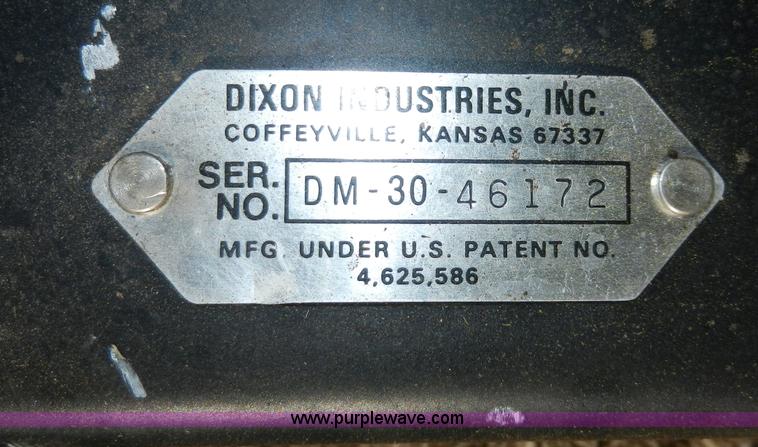 DIXON INDUSTRIES, INC.
COFFEYVILLE, KANSAS 67337
SER. NO. DM-30-46172
MFG. UNDER U.S. PATENT NO.
4,625,586
www.purplewave.com